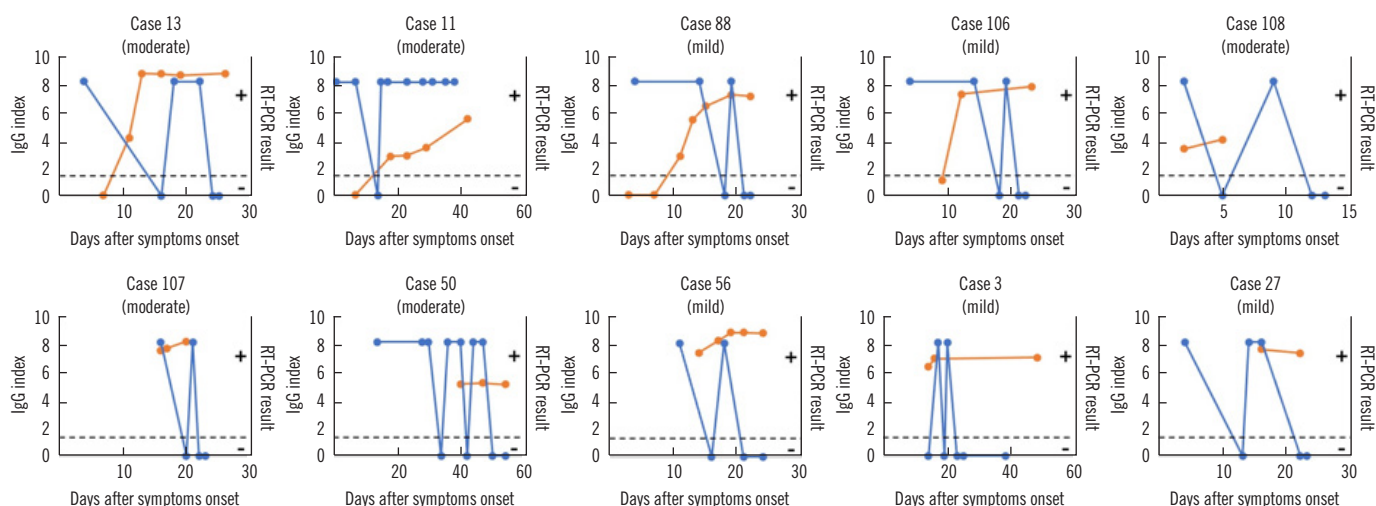 Case 13
(moderate)
10
8
6
4
2
0
IgG index
+
-
RT-PCR result
10 20 30
Days after symptoms onset
Case 11
(moderate)
10
8
6
4
2
0
IgG index
+
-
RT-PCR result
20 40 60
Days after symptoms onset
Case 88
(mild)
10
8
6
4
2
0
IgG index
+
-
RT-PCR result
10 20 30
Days after symptoms onset
Case 106
(mild)
10
8
6
4
2
0
IgG index
+
-
RT-PCR result
10 20 30
Days after symptoms onset
Case 108
(moderate)
10
8
6
4
2
0
IgG index
+
-
RT-PCR result
5 10 15
Days after symptoms onset
Case 107
(moderate)
10
8
6
4
2
0
IgG index
+
-
RT-PCR result
10 20 30
Days after symptoms onset
Case 50
(moderate)
10
8
6
4
2
0
IgG index
+
-
RT-PCR result
20 40 60
Days after symptoms onset
Case 56
(mild)
10
8
6
4
2
0
IgG index
+
-
RT-PCR result
10 20 30
Days after symptoms onset
Case 3
(mild)
10
8
6
4
2
0
IgG index
+
-
RT-PCR result
20 40 60
Days after symptoms onset
Case 27
(mild)
10
8
6
4
2
0
IgG index
+
-
RT-PCR result
10 20 30
Days after symptoms onset